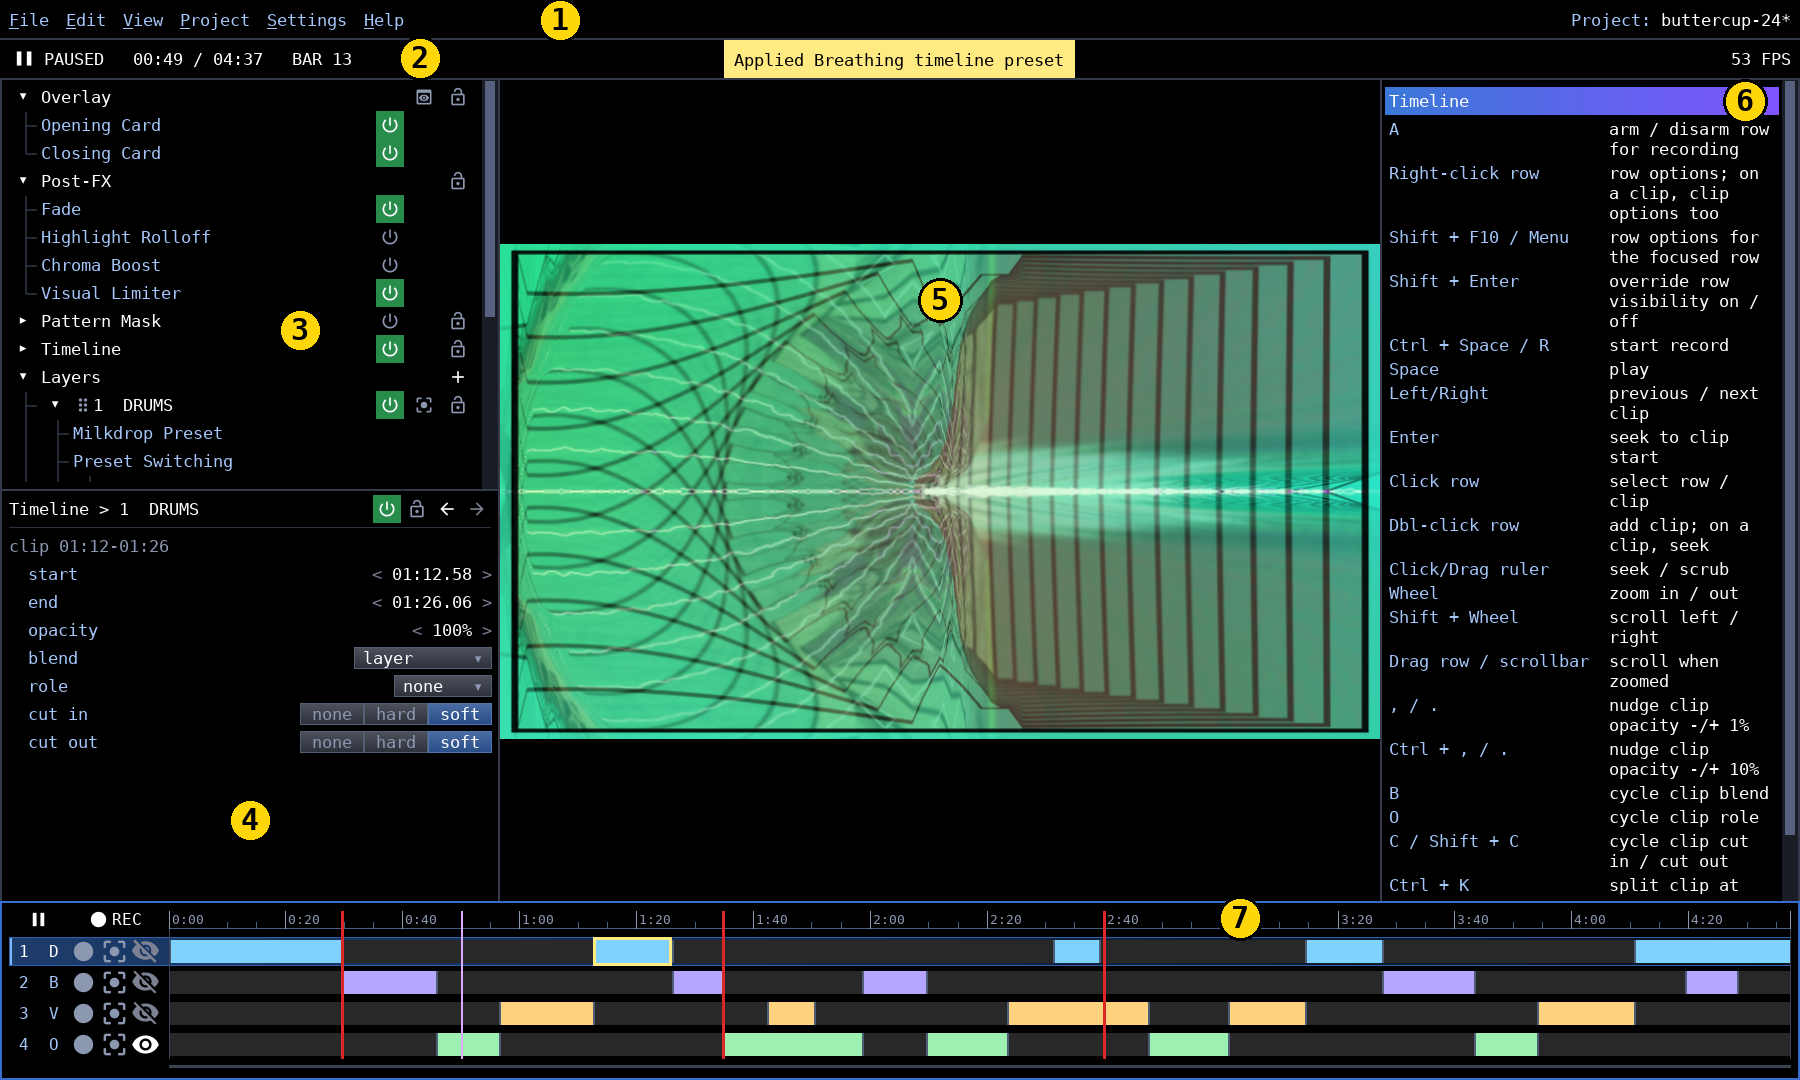 File Edit View Project Settings Help 1 Project: buttercup-24*
PAUSED 00:49 / 04:37 BAR 13 2 Applied Breathing timeline preset 53 FPS
Overlay
Opening Card
Closing Card
Post-FX
Fade
Highlight Rolloff
Chroma Boost
Visual Limiter
Pattern Mask
3
Timeline
Layers
1 DRUMS
Milkdrop Preset
Preset Switching
Timeline > 1 DRUMS
clip 01:12-01:26
start < 01:12.58 >
end < 01:26.06 >
opacity < 100% >
blend layer
role none
cut in none hard soft
cut out none hard soft
4
5
Timeline 6
A arm / disarm row
for recording
Right-click row row options; on
a clip, clip
options too
Shift + F10 / Menu row options for
the focused row
Shift + Enter override row
visibility on /
off
Ctrl + Space / R start record
Space play
Left/Right previous / next
clip
Enter seek to clip
start
Click row select row /
clip
Dbl-click row add clip; on a
clip, seek
Click/Drag ruler seek / scrub
Wheel zoom in / out
Shift + Wheel scroll left /
right
Drag row / scrollbar scroll when
zoomed
, / . nudge clip
opacity -/+ 1%
Ctrl + , / . nudge clip
opacity -/+ 10%
B cycle clip blend
O cycle clip role
C / Shift + C cycle clip cut
in / cut out
Ctrl + K split clip at
REC 0:00 0:20 0:40 1:00 1:20 1:40 2:00 2:20 2:40 7 3:20 3:40 4:00 4:20
1 D
2 B
3 V
4 O